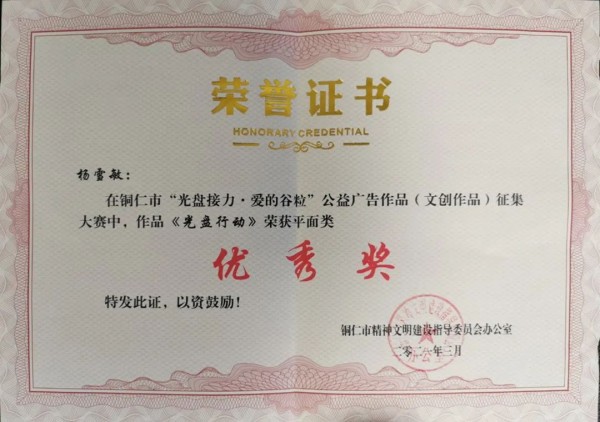 荣誉证书
HONORARY CREDENTIAL
杨雪敏：
在铜仁市“光盘接力·爱的谷粒”公益广告作品（文创作品）征集
大赛中，作品《光盘行动》荣获平面类
优秀奖
特发此证，以资鼓励！
铜仁市精神文明建设指导委员会办公室
二〇二一年三月